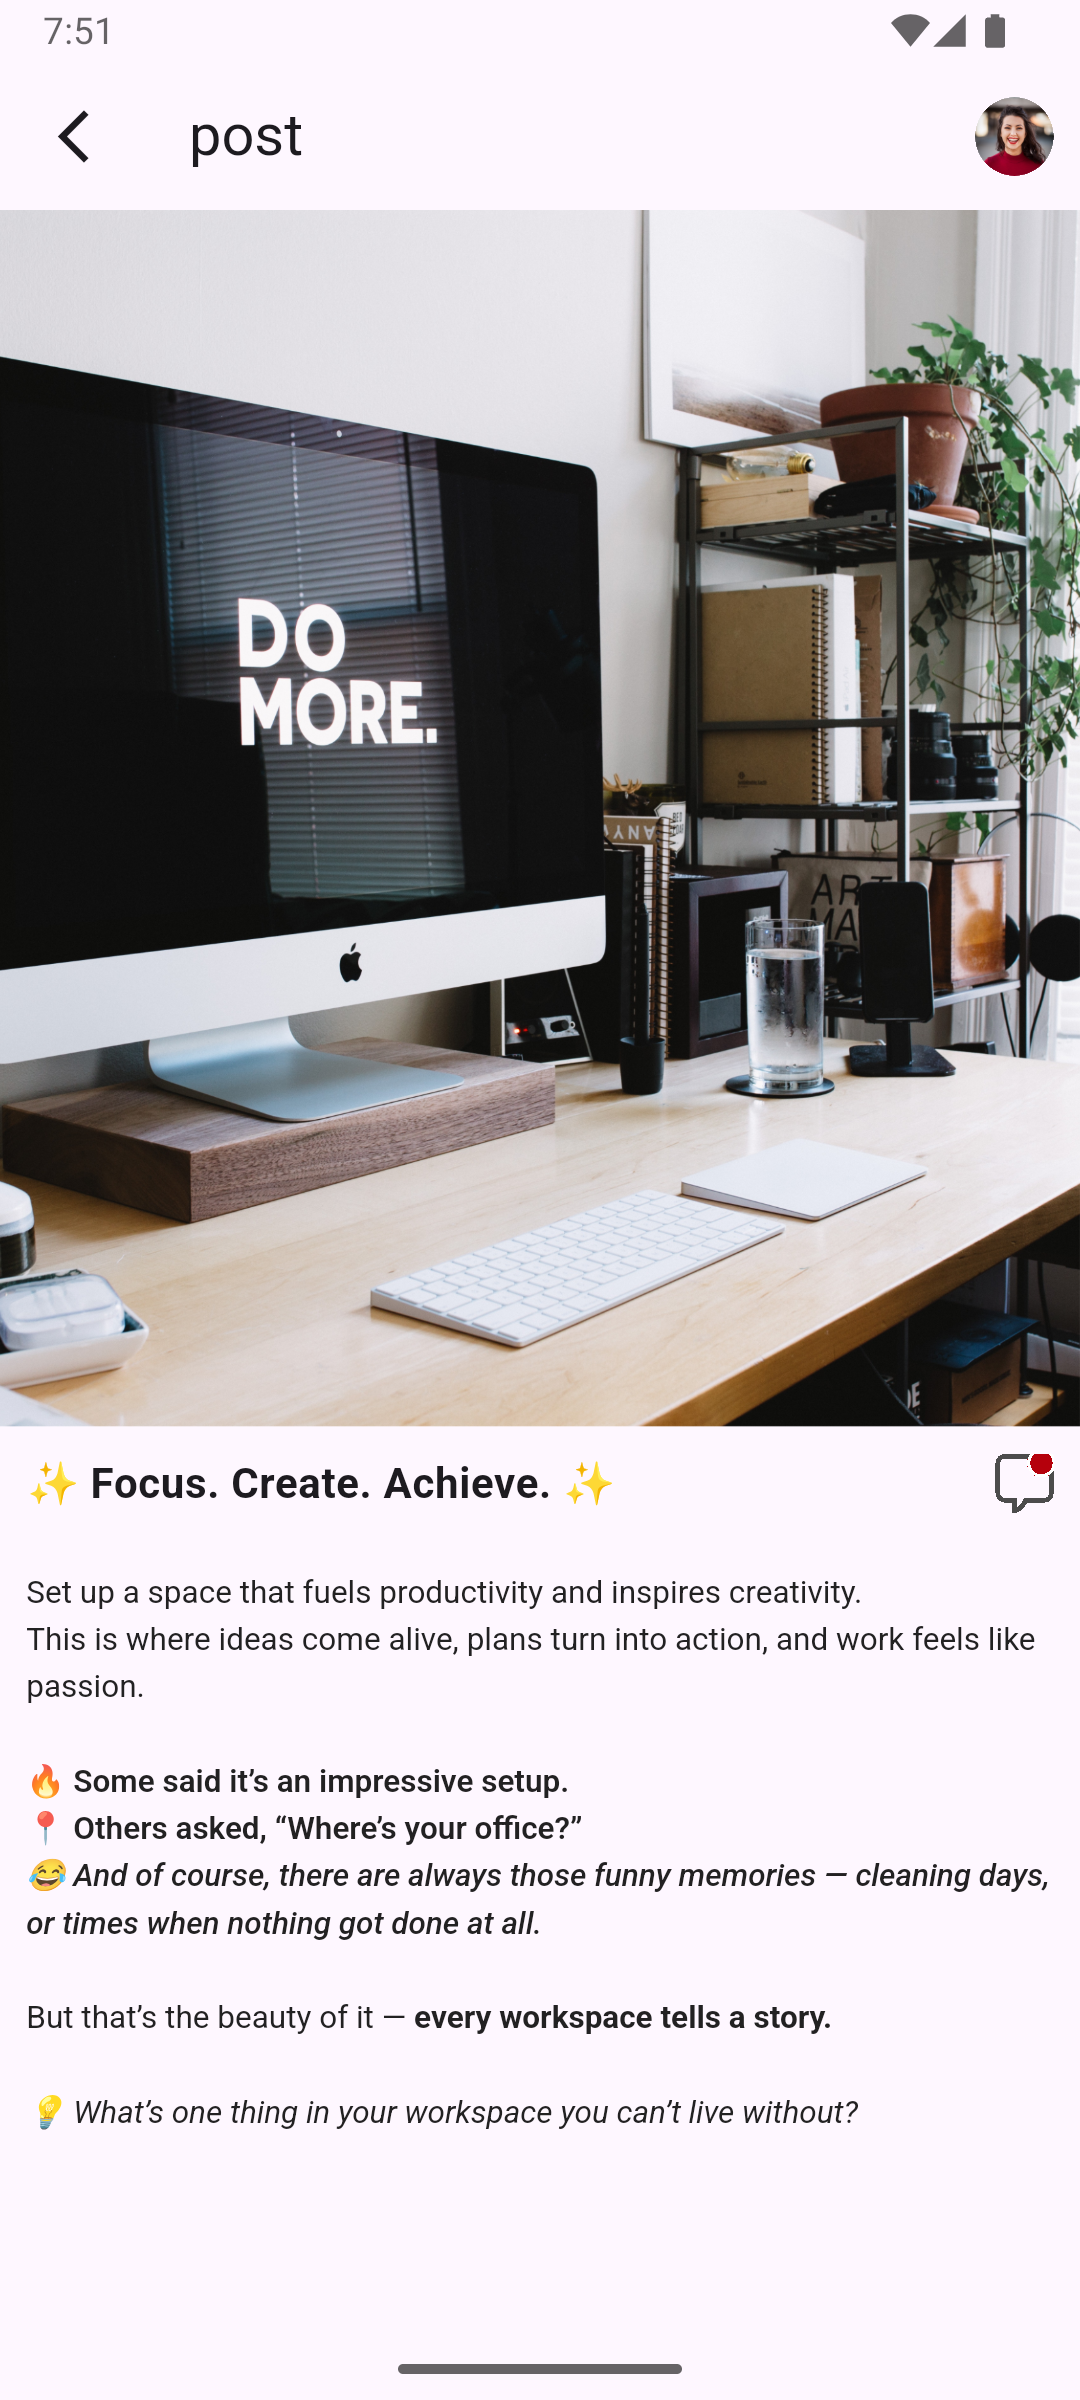 7:51
post
DO
MORE.
ANY
ART
MA
✨ Focus. Create. Achieve. ✨
Set up a space that fuels productivity and inspires creativity.
This is where ideas come alive, plans turn into action, and work feels like
passion.
🔥 Some said it’s an impressive setup.
📍 Others asked, “Where’s your office?”
😂 And of course, there are always those funny memories — cleaning days,
or times when nothing got done at all.
But that’s the beauty of it — every workspace tells a story.
💡 What’s one thing in your workspace you can’t live without?